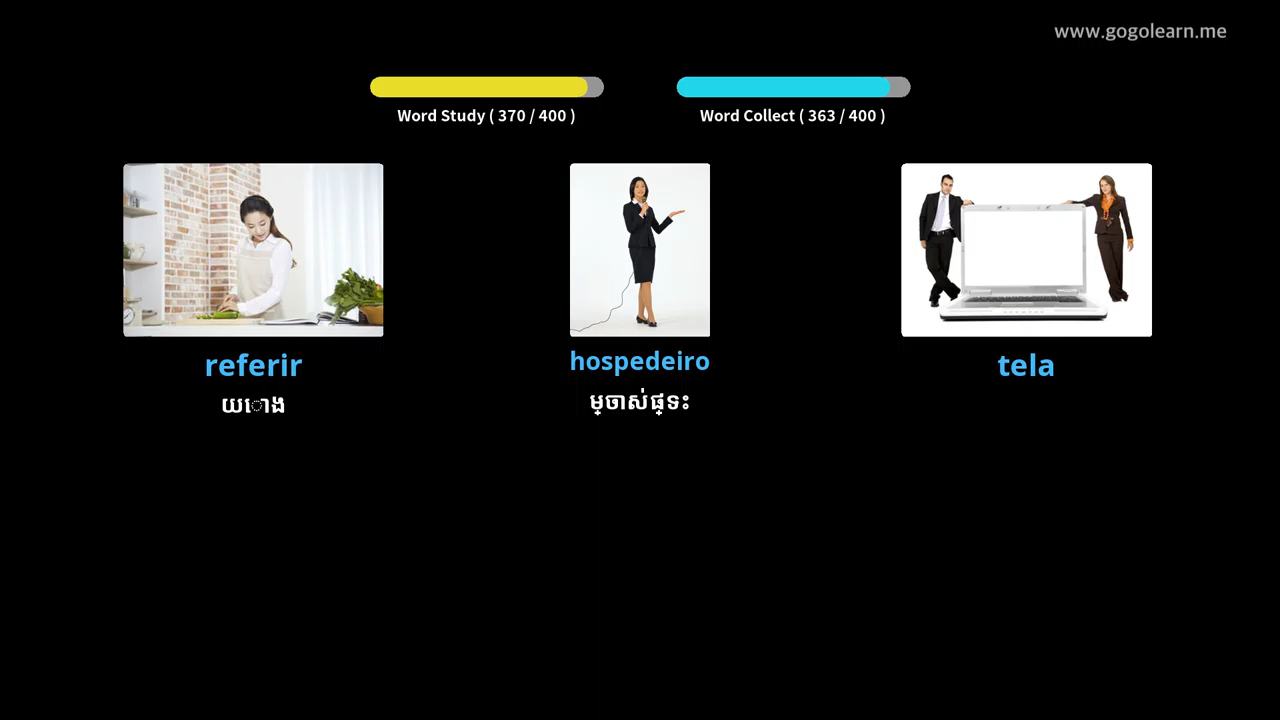 www.gogolearn.me
Word Study ( 370 / 400 )
Word Collect ( 363 / 400 )
referir
hospedeiro
tela
យោង
ម្ចាស់ផ្ទះ